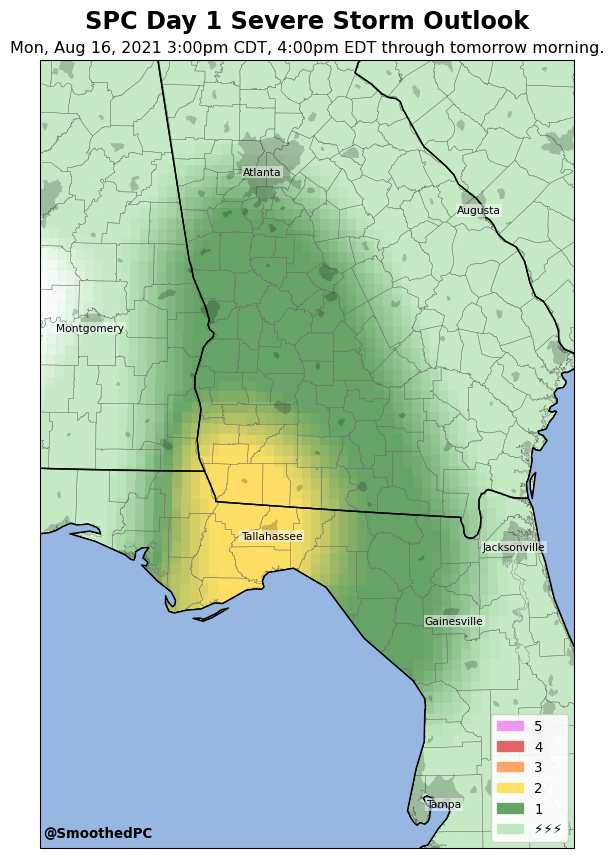 SPC Day 1 Severe Storm Outlook
Mon, Aug 16, 2021 3:00pm CDT, 4:00pm EDT through tomorrow morning.
Atlanta
Augusta
Montgomery
Tallahassee
Jacksonville
Gainesville
5
4
3
2
1
⚡⚡⚡
Tampa
@SmoothedPC